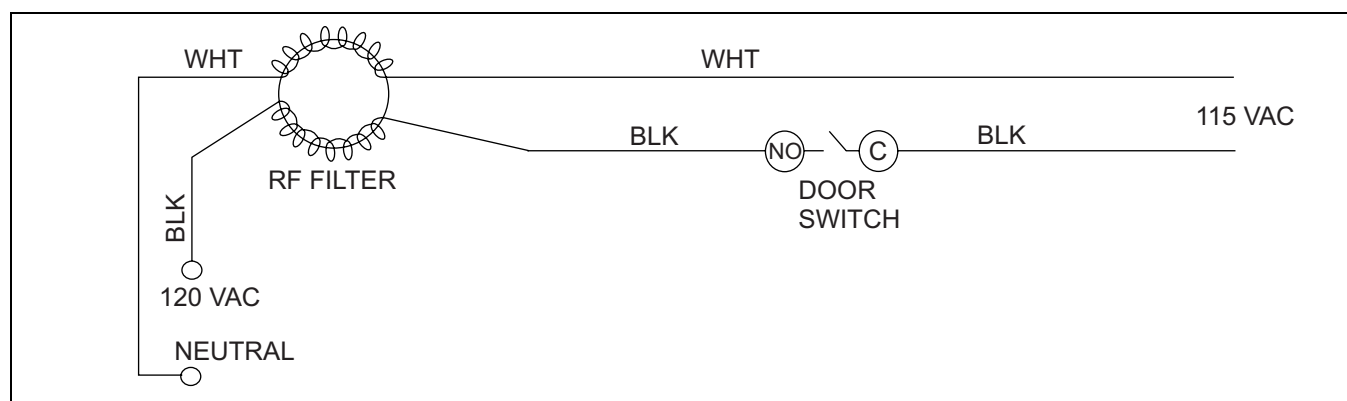 WHT
WHT
115 VAC
BLK
NO
C
BLK
RF FILTER
DOOR
SWITCH
BLK
120 VAC
NEUTRAL